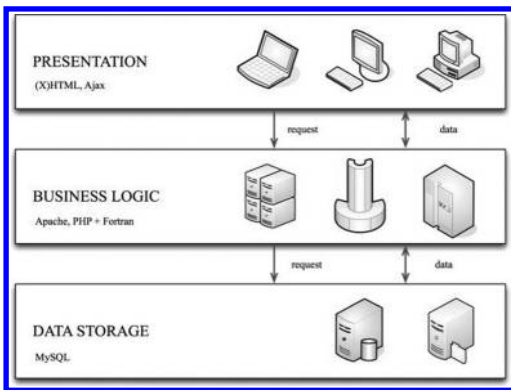 PRESENTATION
(X)HTML, Ajax
request
data
BUSINESS LOGIC
Apache, PHP + Fortran
request
data
DATA STORAGE
MySQL